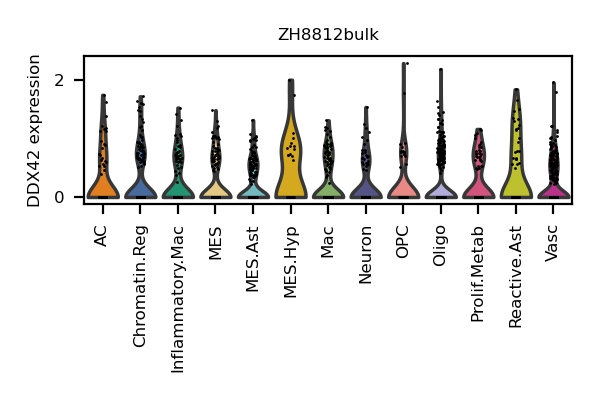 ZH8812bulk
DDX42 expression
2
0
AC
Chromatin.Reg
Inflammatory.Mac
MES
MES.Ast
MES.Hyp
Mac
Neuron
OPC
Oligo
Prolif.Metab
Reactive.Ast
Vasc